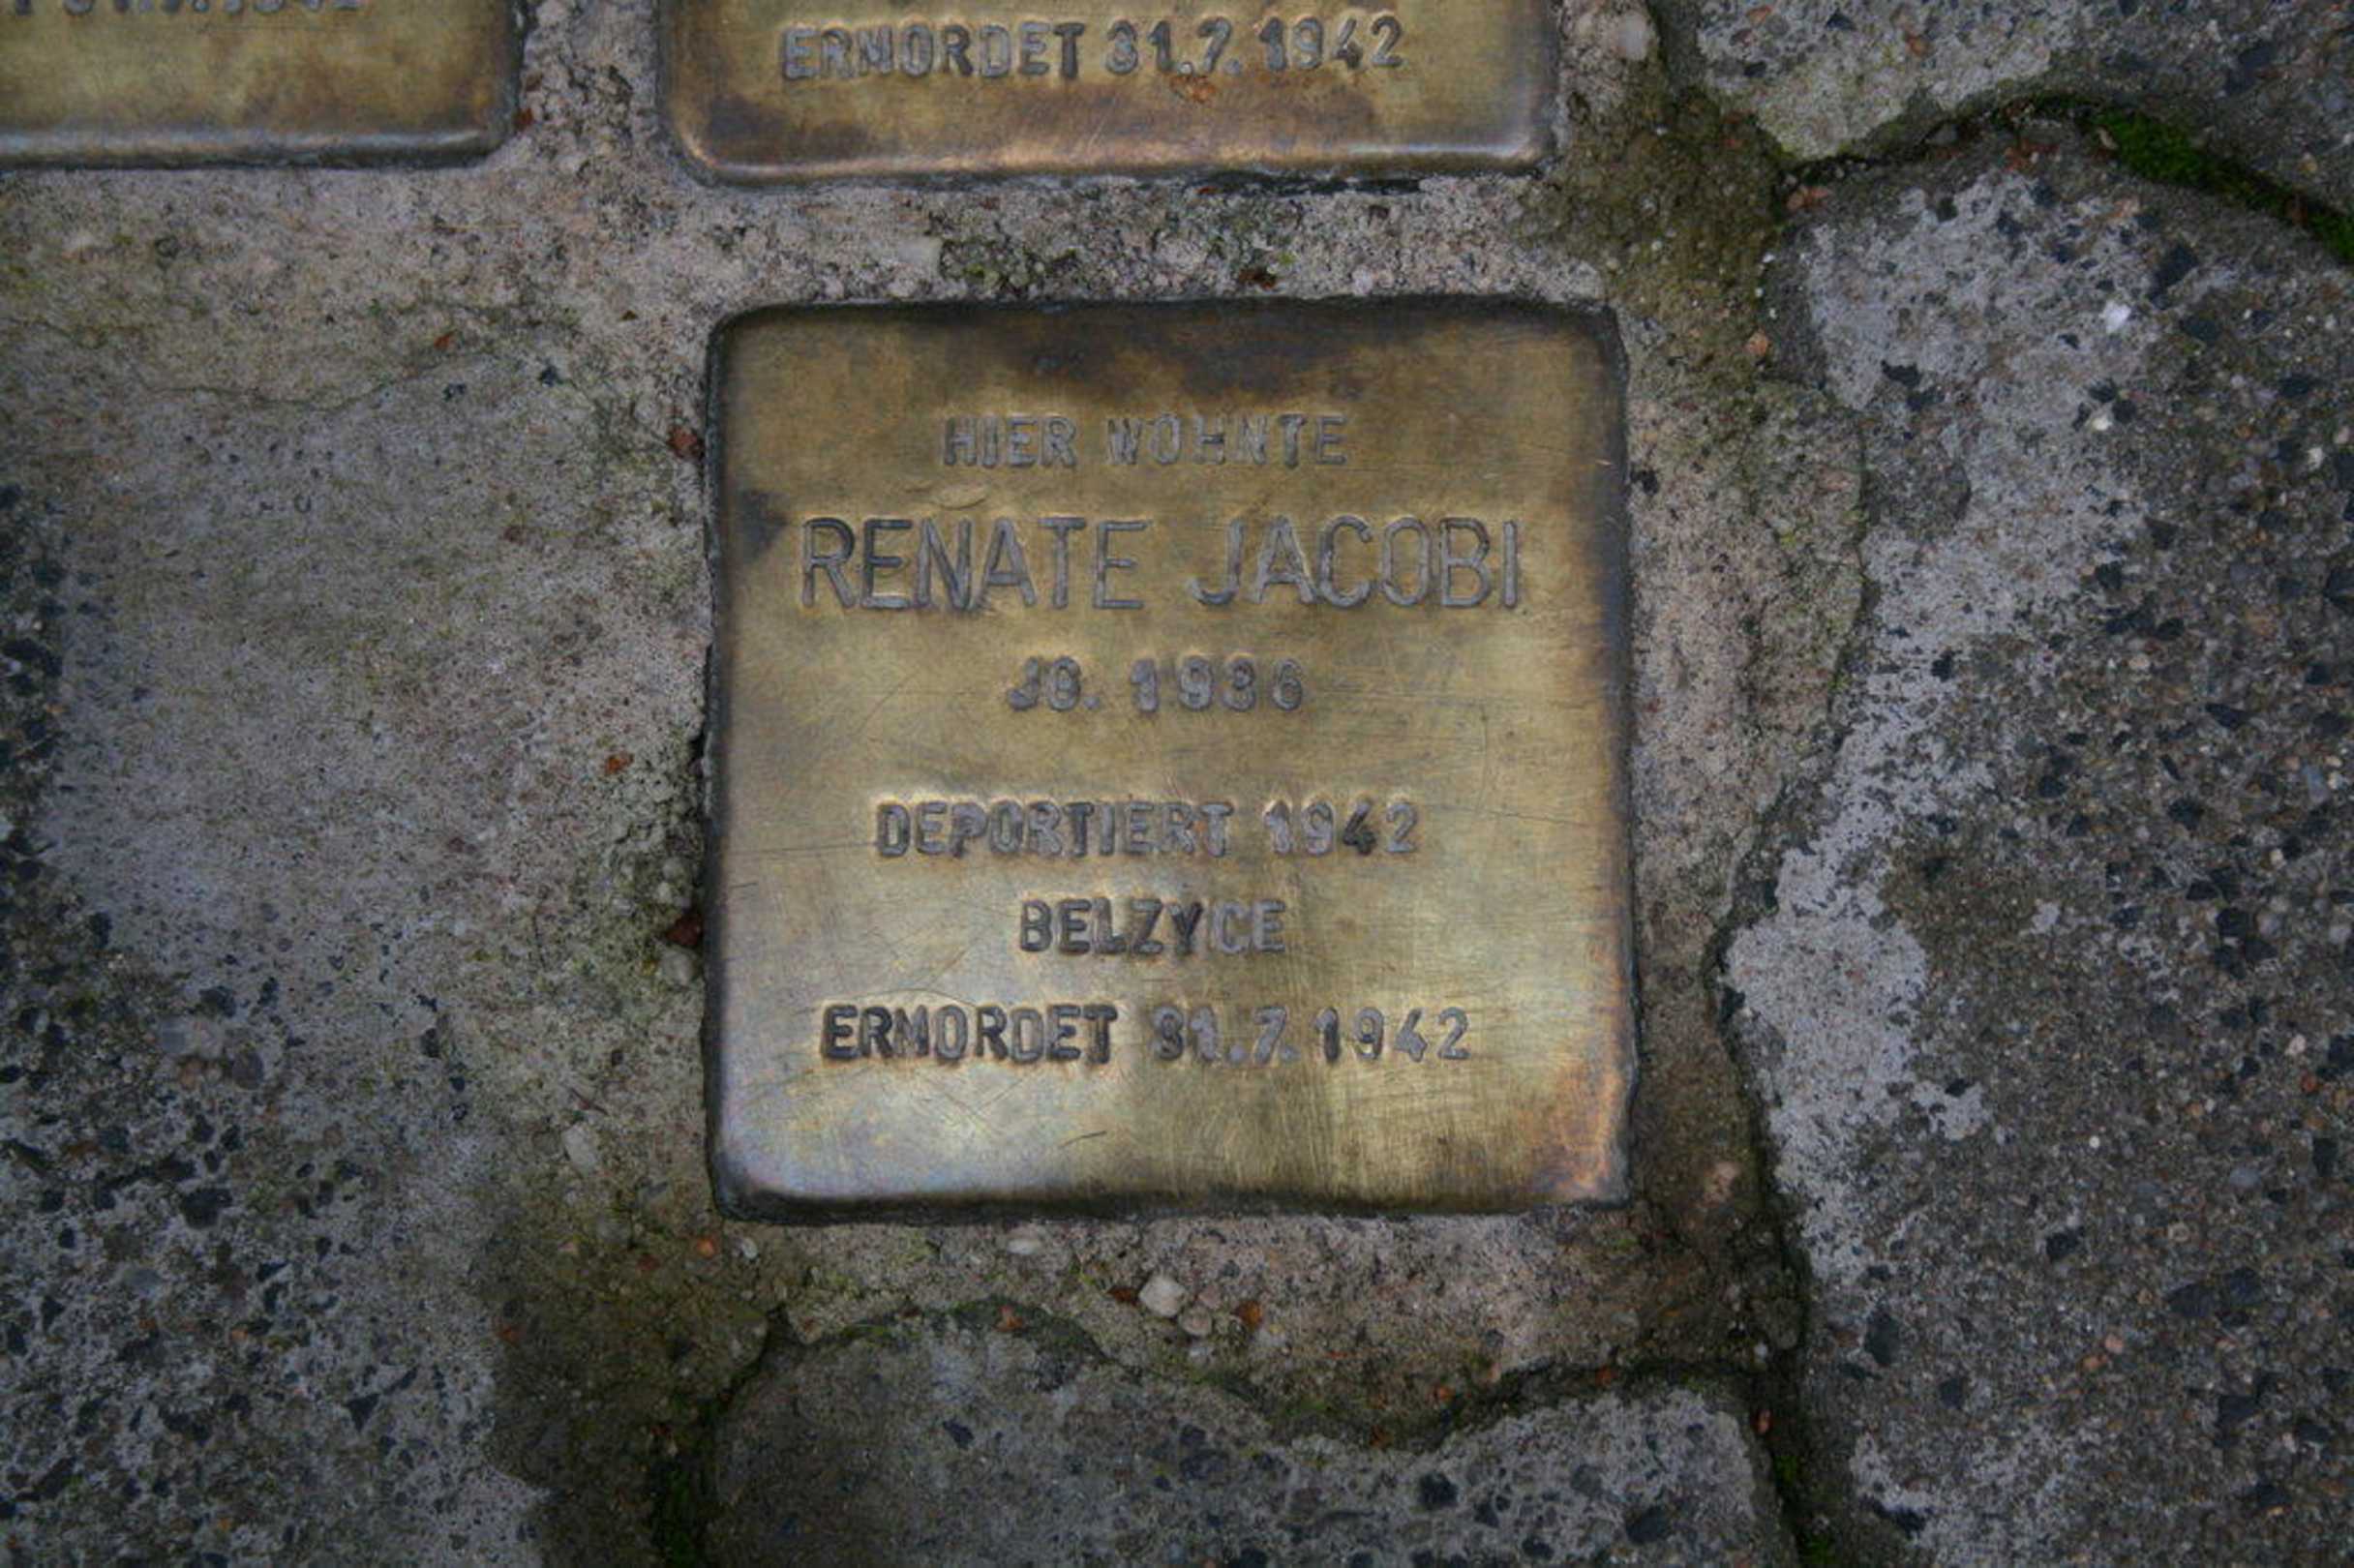 ERMORDET 31.7.1942
HIER WOHNTE
RENATE JACOBI
JG. 1936
DEPORTIERT 1942
BELZYCE
ERMORDET 31.7.1942